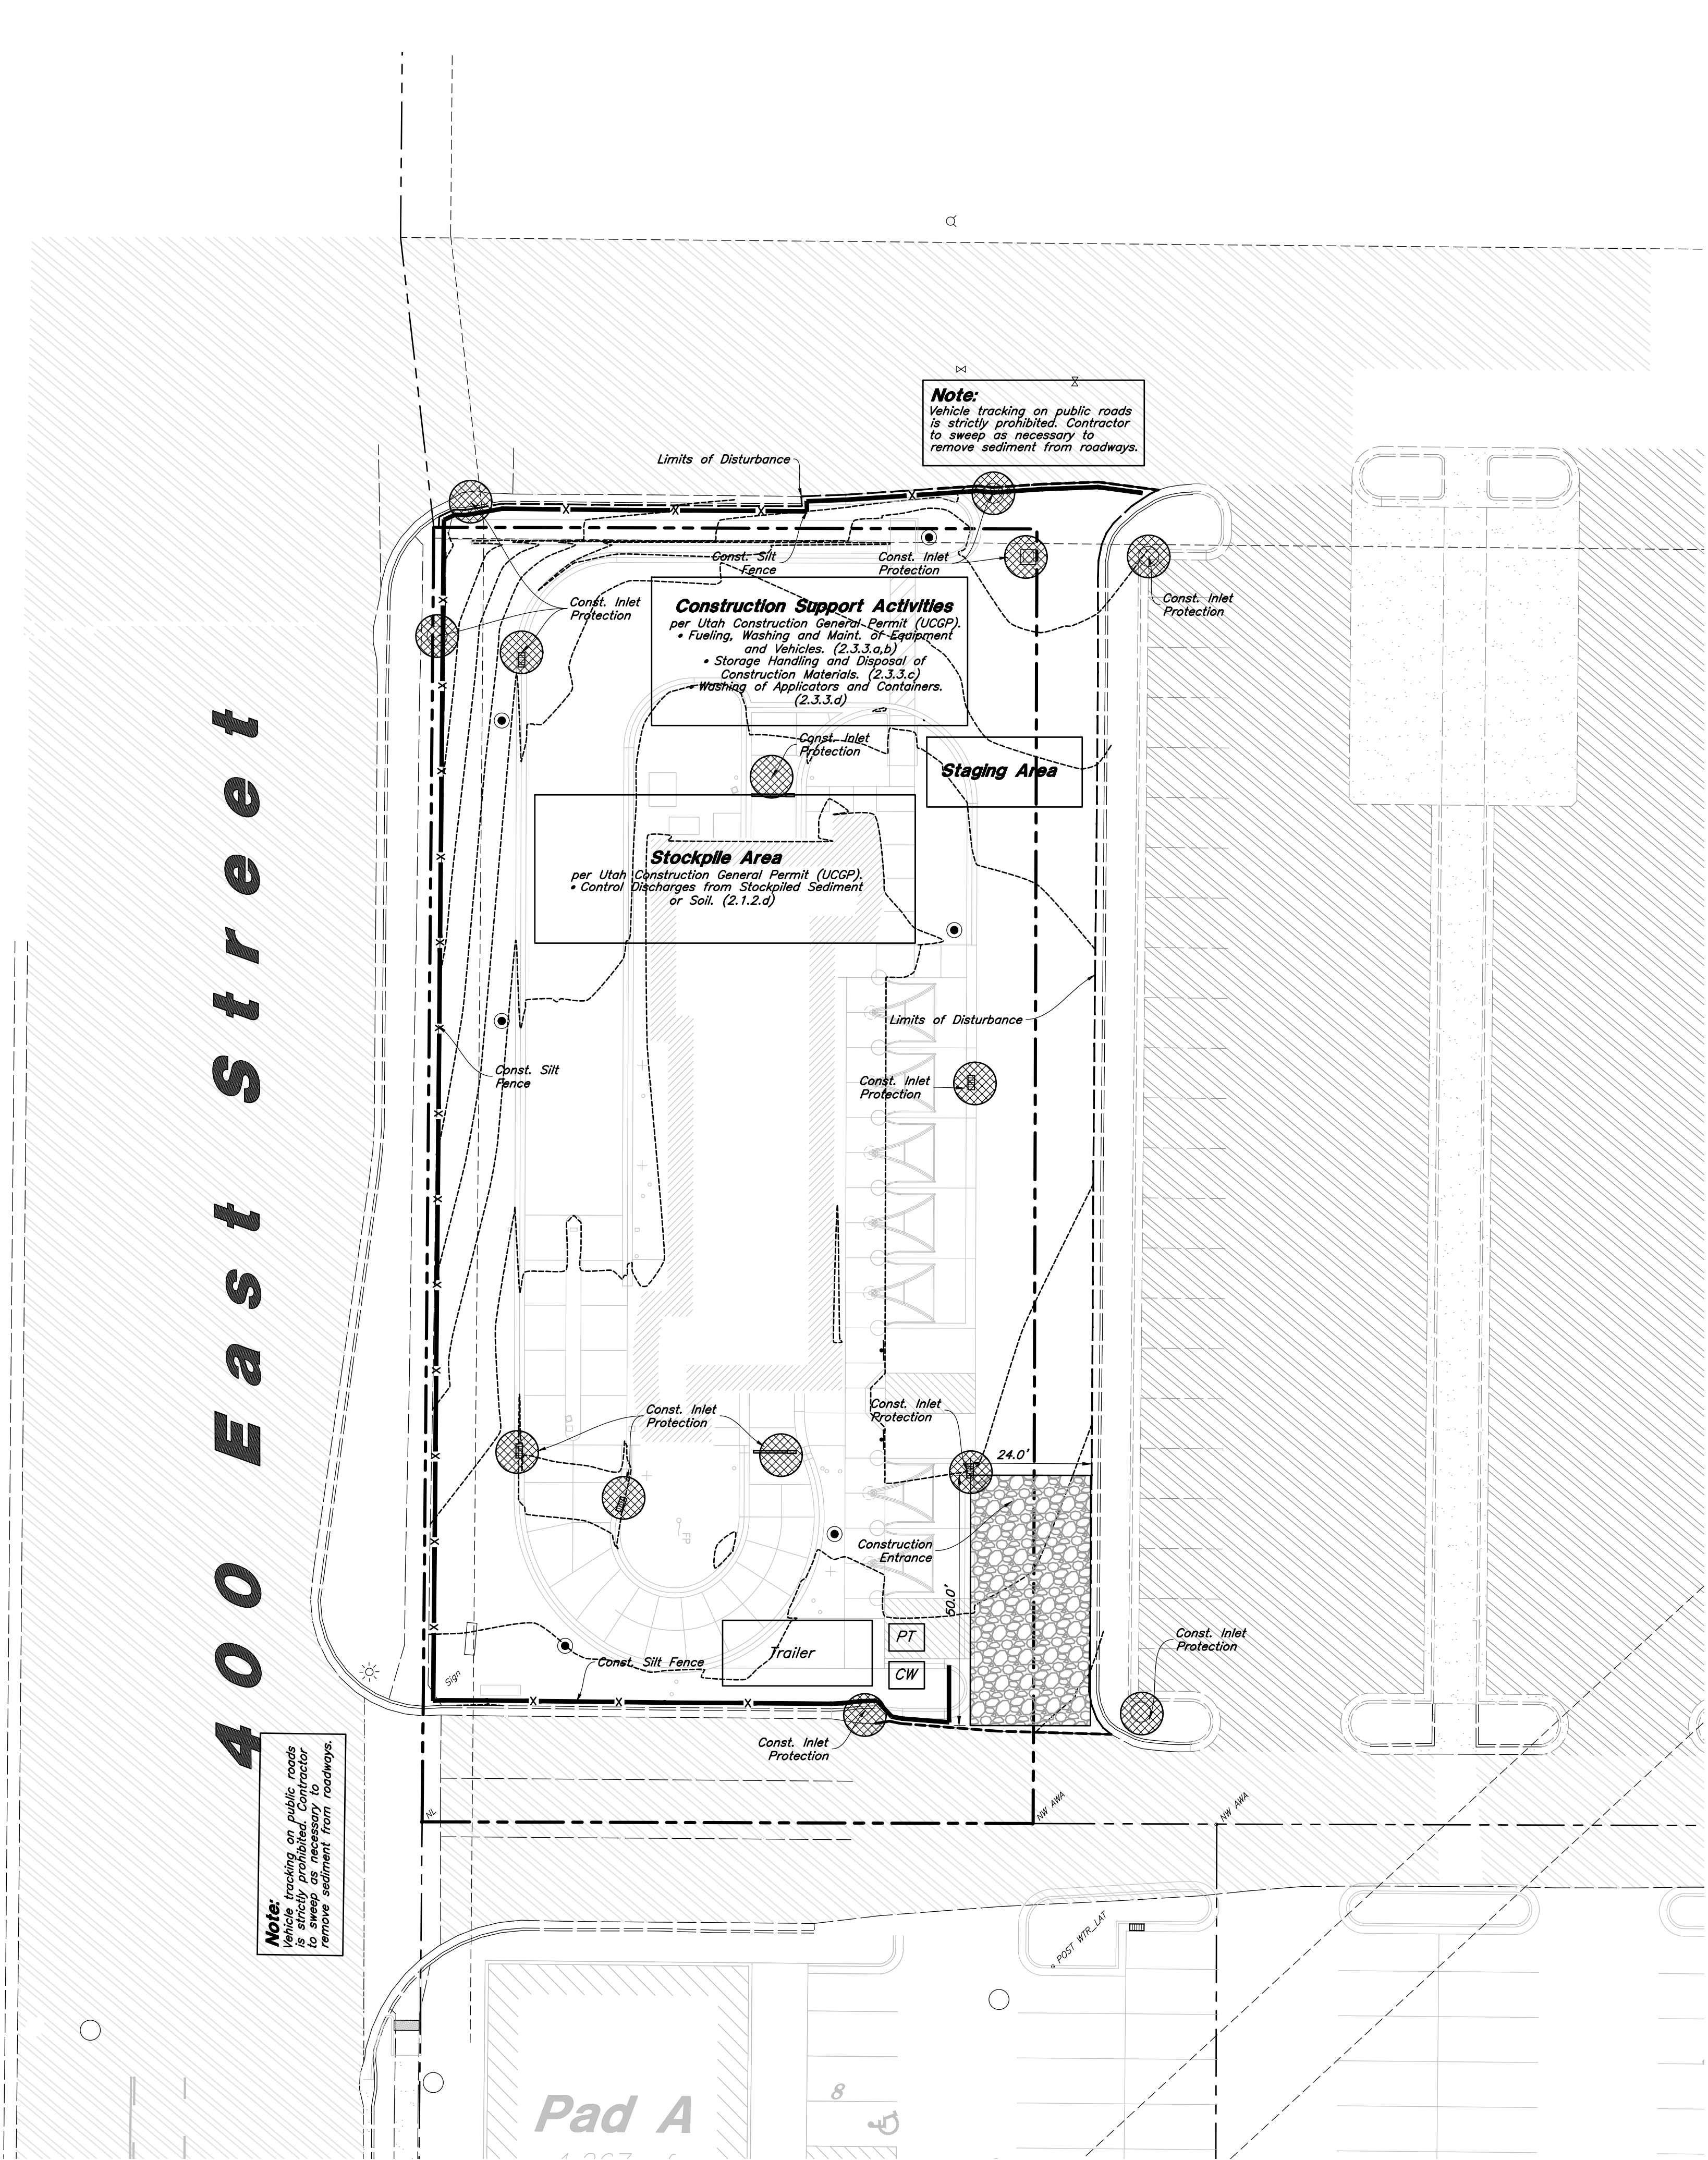 Note:
Vehicle tracking on public roads
is strictly prohibited. Contractor
to sweep as necessary to
remove sediment from roadways.
Limits of Disturbance
Const. Silt
Fence
Const. Inlet
Protection
Const. Inlet
Protection
Const. Inlet
Protection
Construction Support Activities
per Utah Construction General Permit (UCGP).
• Fueling, Washing and Maint. of Equipment
and Vehicles. (2.3.3.a,b)
• Storage Handling and Disposal of
Construction Materials. (2.3.3.c)
• Washing of Applicators and Containers.
(2.3.3.d)
Const. Inlet
Protection
Staging Area
Stockpile Area
per Utah Construction General Permit (UCGP).
• Control Discharges from Stockpiled Sediment
or Soil. (2.1.2.d)
400 East Street
Limits of Disturbance
Const. Silt
Fence
Const. Inlet
Protection
Const. Inlet
Protection
Const. Inlet
Protection
24.0'
Construction
Entrance
50.0'
Trailer
PT
CW
Const. Inlet
Protection
Sign
Const. Silt Fence
Const. Inlet
Protection
Note:
Vehicle tracking on public roads
is strictly prohibited. Contractor
to sweep as necessary to
remove sediment from roadways.
NL
NW AWA
NW AWA
POST WTR_LAT
Pad A
8